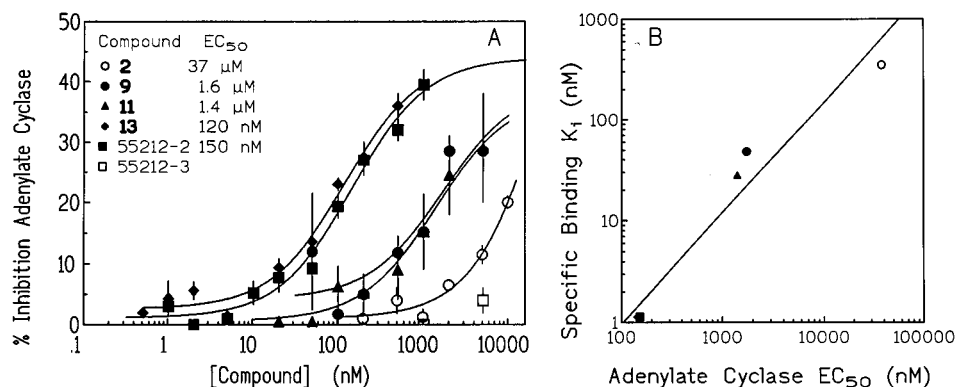 A
Compound EC50
2 37 µM
9 1.6 µM
11 1.4 µM
13 120 nM
55212-2 150 nM
55212-3
% Inhibition Adenylate Cyclase
50
40
30
20
10
0
.1 1 10 100 1000 10000
[Compound] (nM)
B
Specific Binding Ki (nM)
1000
100
10
1
100 1000 10000 100000
Adenylate Cyclase EC50 (nM)